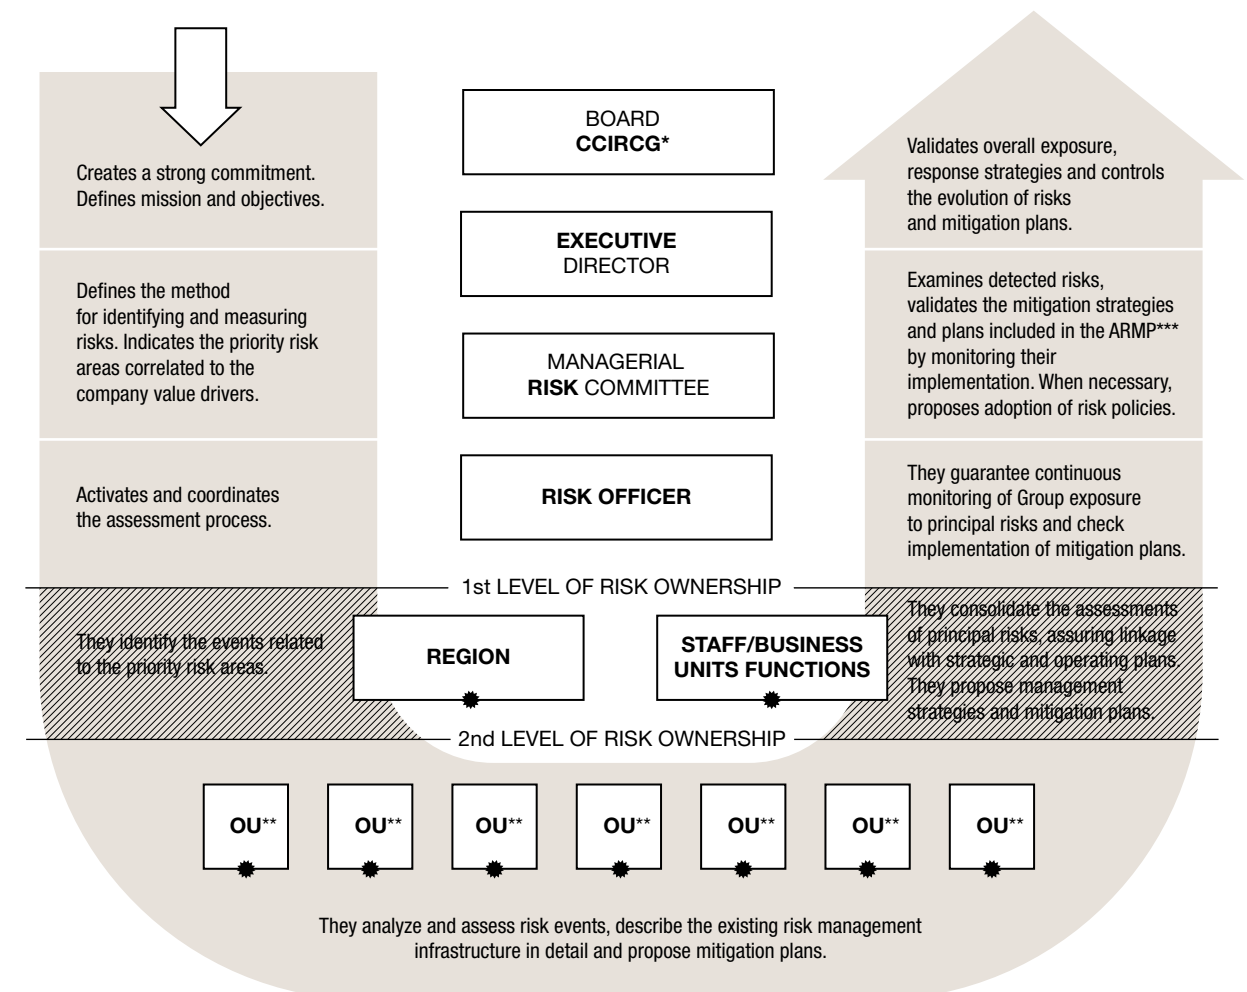 Creates a strong commitment.
Defines mission and objectives.
Defines the method
for identifying and measuring
risks. Indicates the priority risk
areas correlated to the
company value drivers.
Activates and coordinates
the assessment process.
They identify the events related
to the priority risk areas.
BOARD
CCIRCG*
EXECUTIVE
DIRECTOR
MANAGERIAL
RISK COMMITTEE
RISK OFFICER
1st LEVEL OF RISK OWNERSHIP
REGION
STAFF/BUSINESS
UNITS FUNCTIONS
2nd LEVEL OF RISK OWNERSHIP
Validates overall exposure,
response strategies and controls
the evolution of risks
and mitigation plans.
Examines detected risks,
validates the mitigation strategies
and plans included in the ARMP***
by monitoring their
implementation. When necessary,
proposes adoption of risk policies.
They guarantee continuous
monitoring of Group exposure
to principal risks and check
implementation of mitigation plans.
They consolidate the assessments
of principal risks, assuring linkage
with strategic and operating plans.
They propose management
strategies and mitigation plans.
OU** OU** OU** OU** OU** OU** OU**
They analyze and assess risk events, describe the existing risk management
infrastructure in detail and propose mitigation plans.